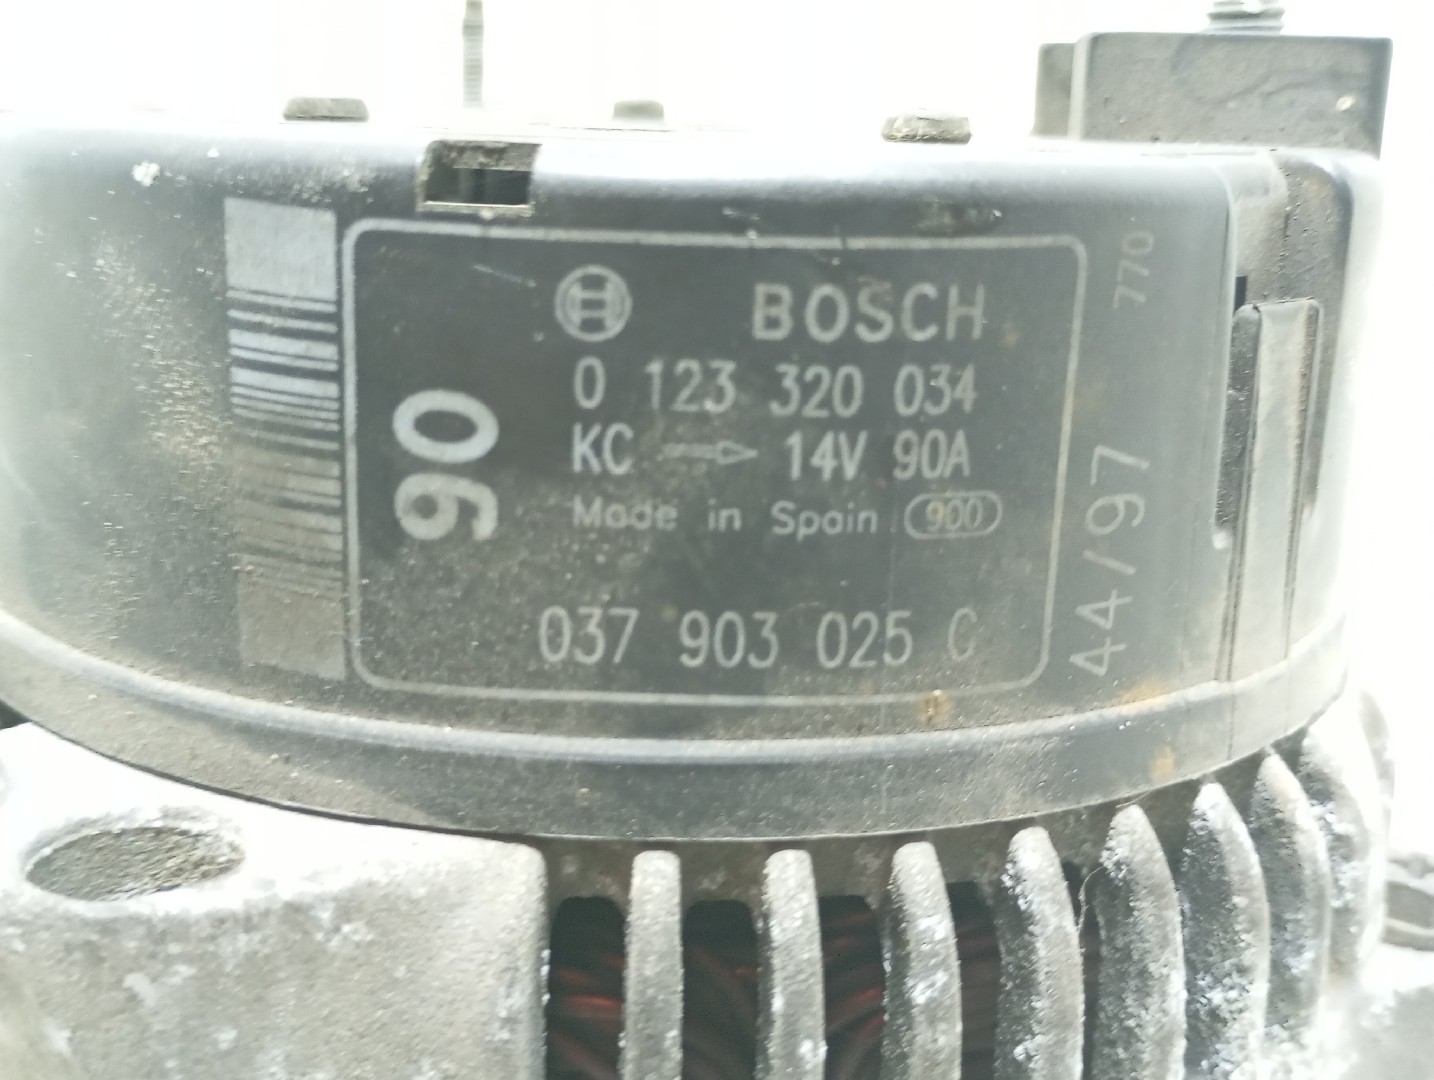 BOSCH
0 123 320 034
KC 14V 90A
Made in Spain 900
037 903 025 C
90
44/97
770